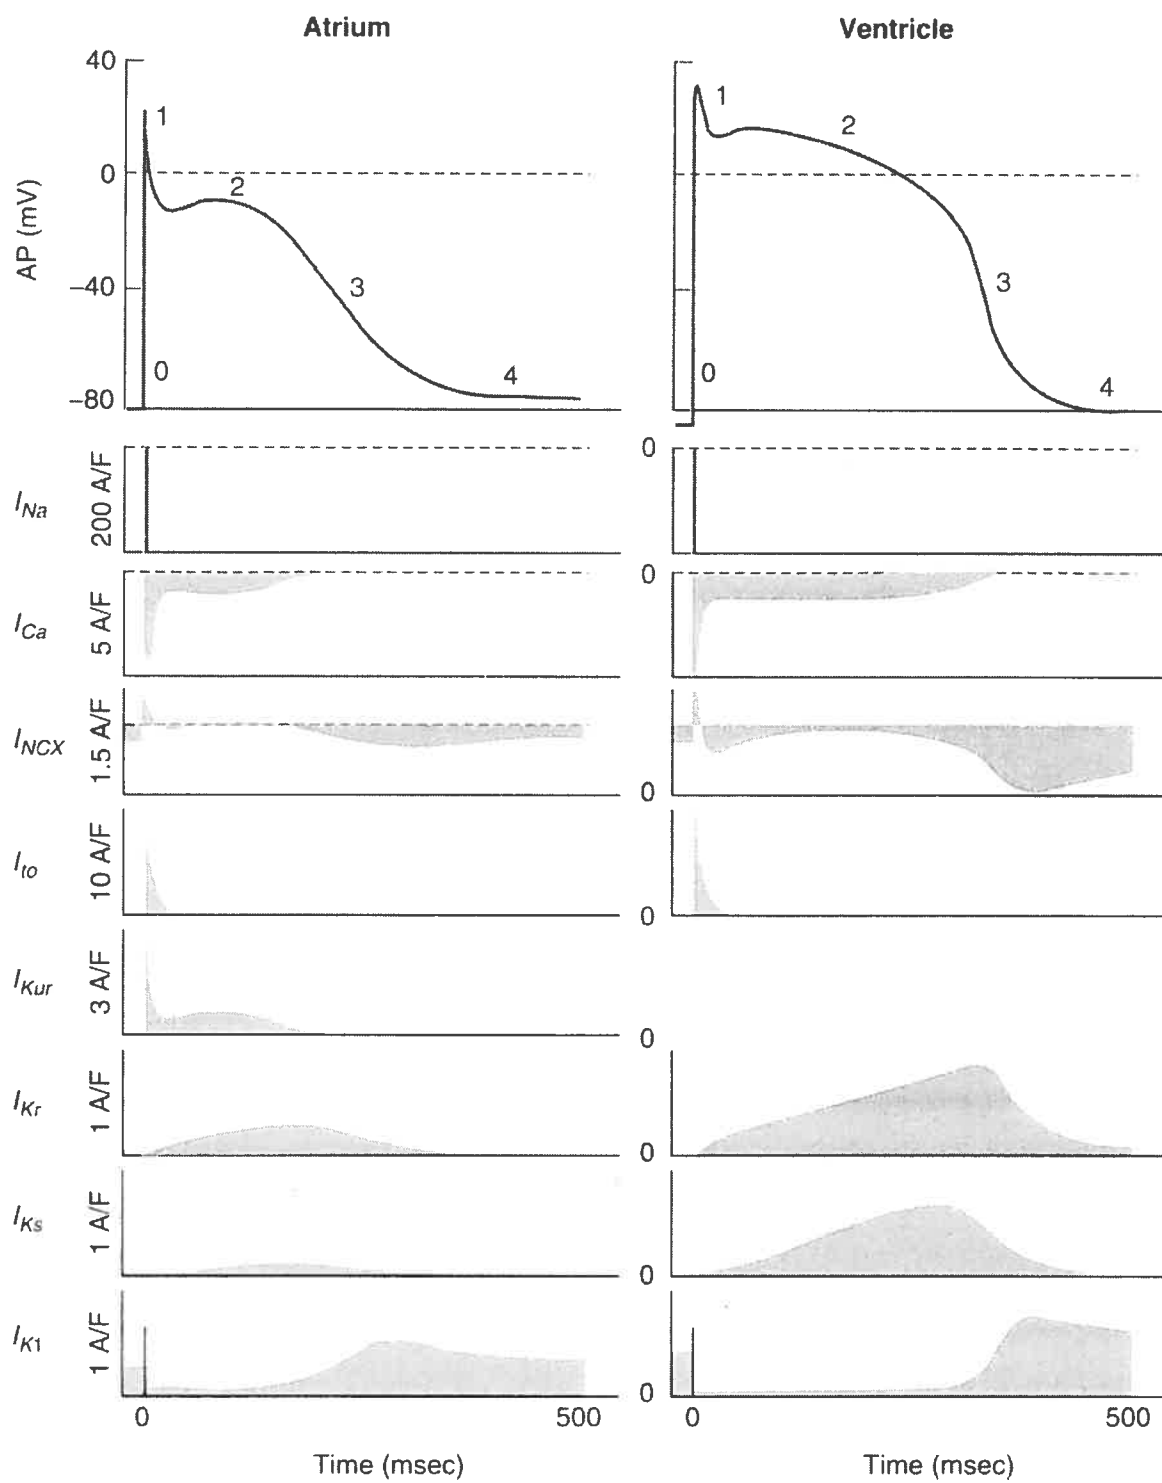 Atrium
Ventricle
40
0
−40
−80
AP (mV)
1
2
3
0
4
1
2
3
0
4
I_Na
200 A/F
0
I_Ca
5 A/F
0
I_NCX
1.5 A/F
0
I_to
10 A/F
0
I_Kur
3 A/F
0
I_Kr
1 A/F
0
I_Ks
1 A/F
0
I_K1
1 A/F
0
0
500
0
500
Time (msec)
Time (msec)